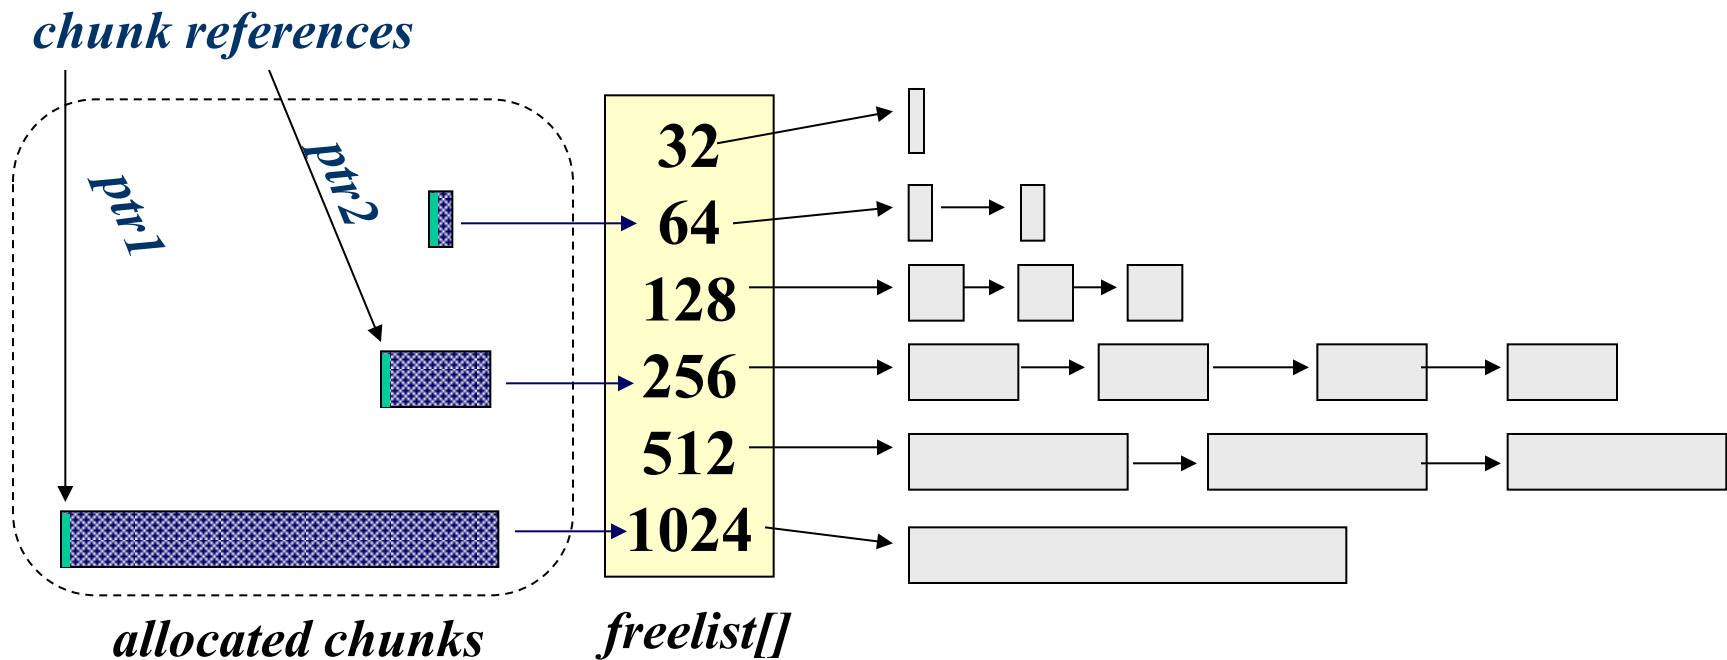 chunk references
ptr1
ptr2
32
64
128
256
512
1024
allocated chunks
freelist[]